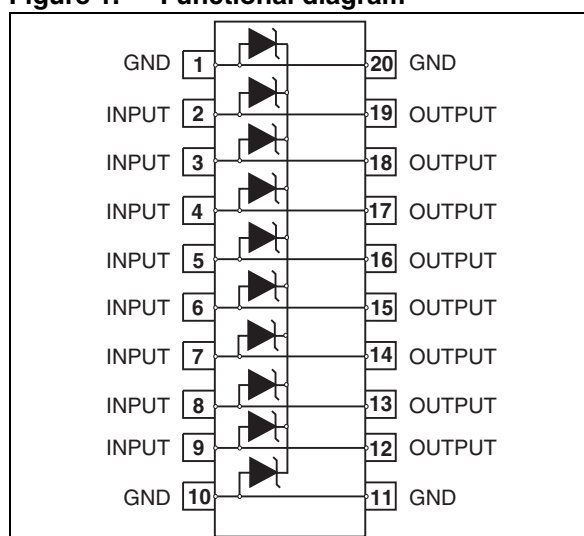 Figure 1. Functional diagram
GND 1 20 GND
INPUT 2 19 OUTPUT
INPUT 3 18 OUTPUT
INPUT 4 17 OUTPUT
INPUT 5 16 OUTPUT
INPUT 6 15 OUTPUT
INPUT 7 14 OUTPUT
INPUT 8 13 OUTPUT
INPUT 9 12 OUTPUT
GND 10 11 GND